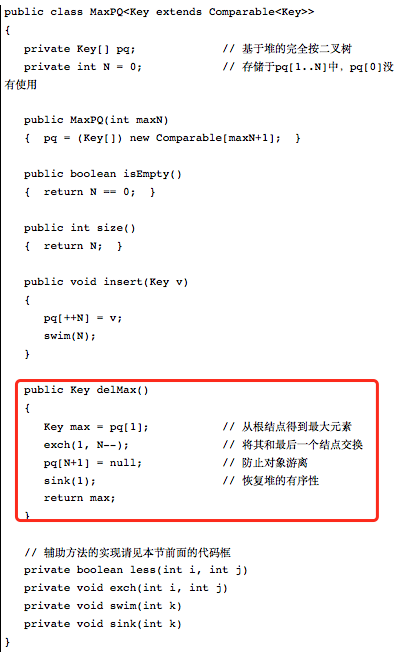 public class MaxPQ<Key extends Comparable<Key>>
{
   private Key[] pq;             // 基于堆的完全按二叉树
   private int N = 0;            // 存储于pq[1..N]中，pq[0]没
有使用
   public MaxPQ(int maxN)
   {  pq = (Key[]) new Comparable[maxN+1];  }
   public boolean isEmpty()
   {  return N == 0;  }
   public int size()
   {  return N;  }
   public void insert(Key v)
   {
      pq[++N] = v;
      swim(N);
   }
   public Key delMax()
   {
      Key max = pq[1];           // 从根结点得到最大元素
      exch(1, N--);              // 将其和最后一个结点交换
      pq[N+1] = null;            // 防止对象游离
      sink(1);                   // 恢复堆的有序性
      return max;
   }
   // 辅助方法的实现请见本节前面的代码框
   private boolean less(int i, int j)
   private void exch(int i, int j)
   private void swim(int k)
   private void sink(int k)
}